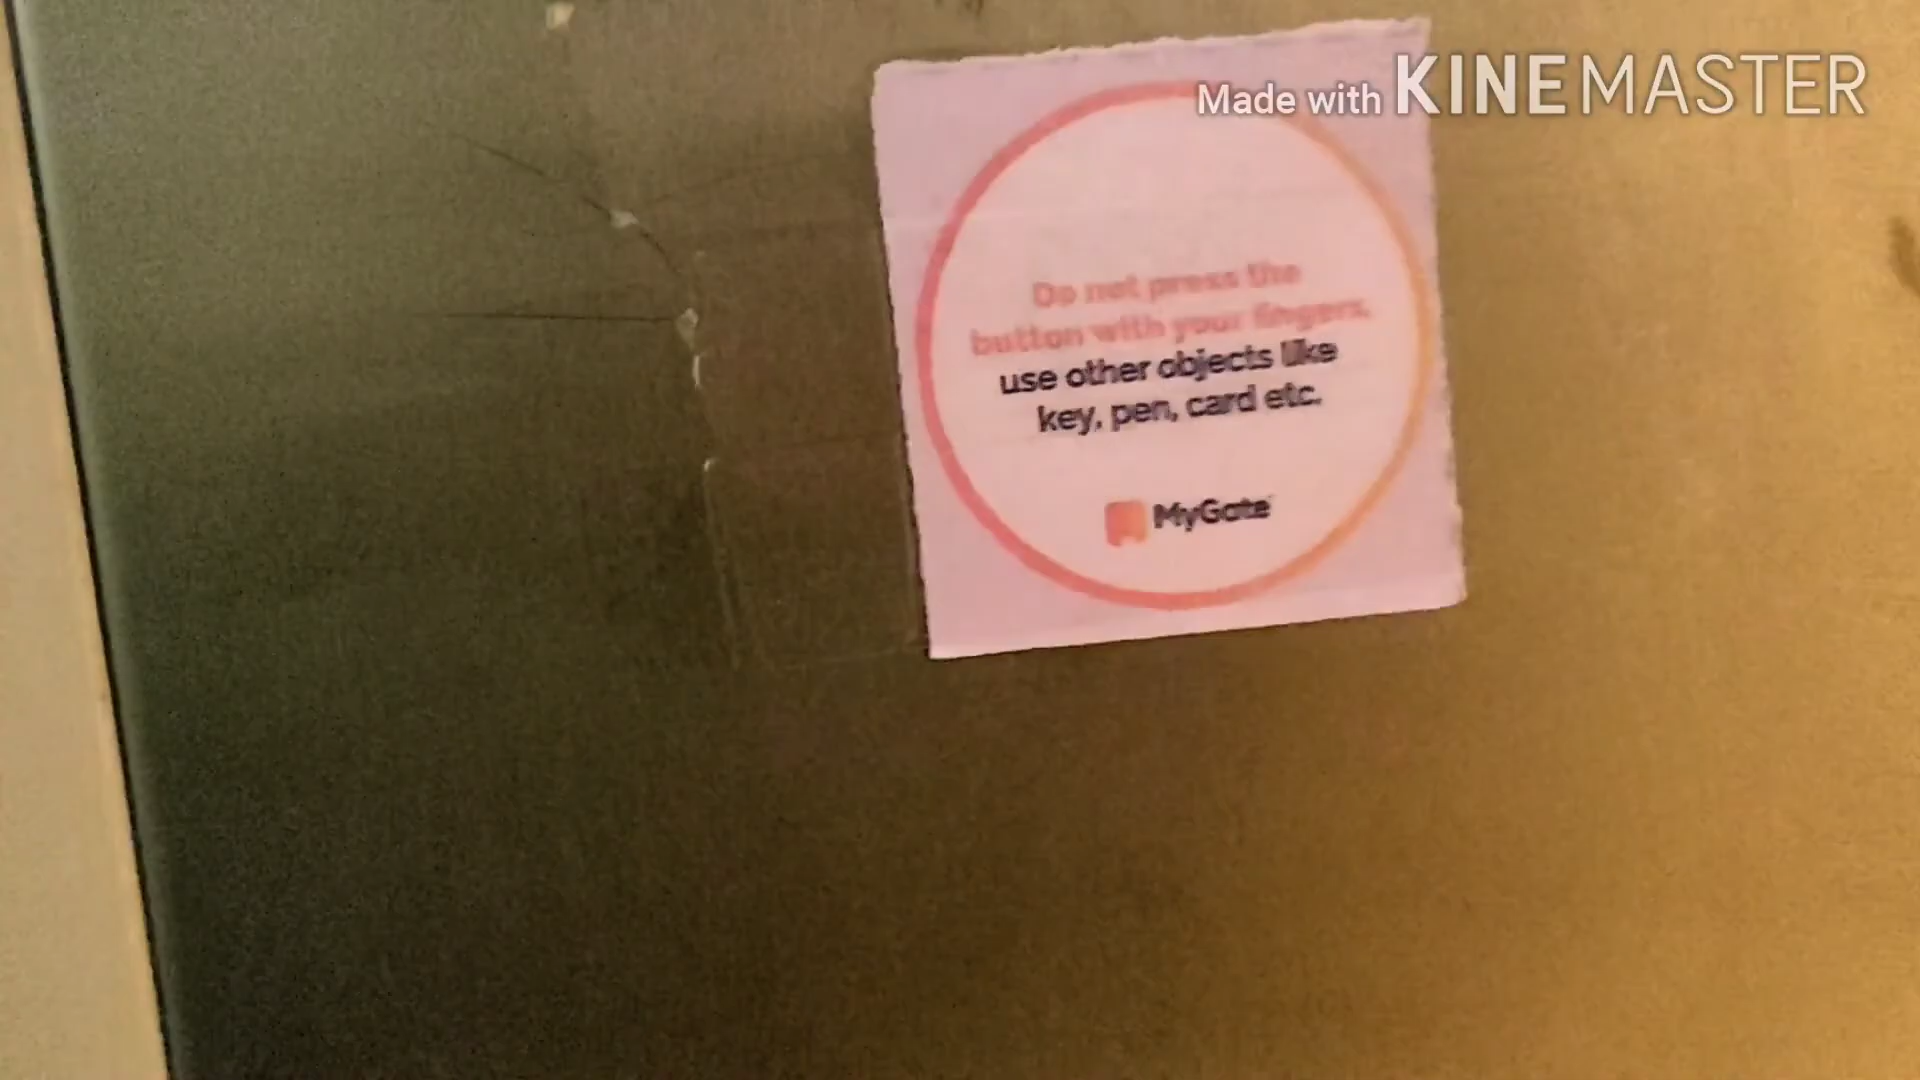 Made with KINEMASTER
Do not press the
button with your fingers,
use other objects like
key, pen, card etc.
MyGate